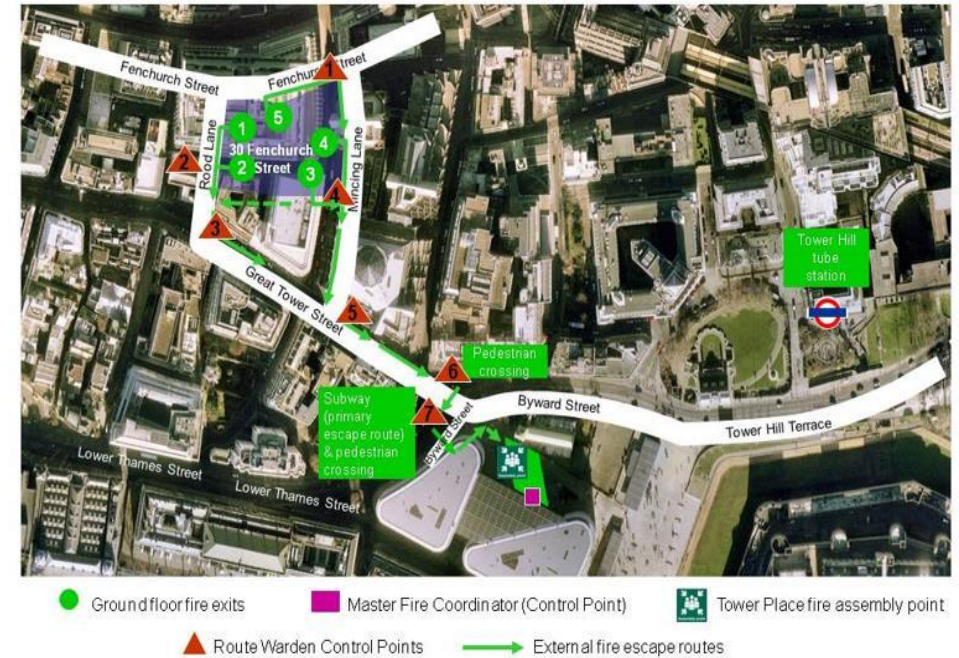 Fenchurch Street
Fenchurch Street
1
5
1
4
30 Fenchurch
2
Street
3
2
Rood Lane
Mincing Lane
3
Great Tower Street
5
Tower Hill
tube
station
6
Pedestrian
crossing
Subway
(primary
escape route)
& pedestrian
crossing
7
Byward Street
Byward Street
Tower Hill Terrace
Lower Thames Street
Lower Thames Street
Ground floor fire exits
Master Fire Coordinator (Control Point)
Tower Place fire assembly point
Route Warden Control Points
External fire escape routes